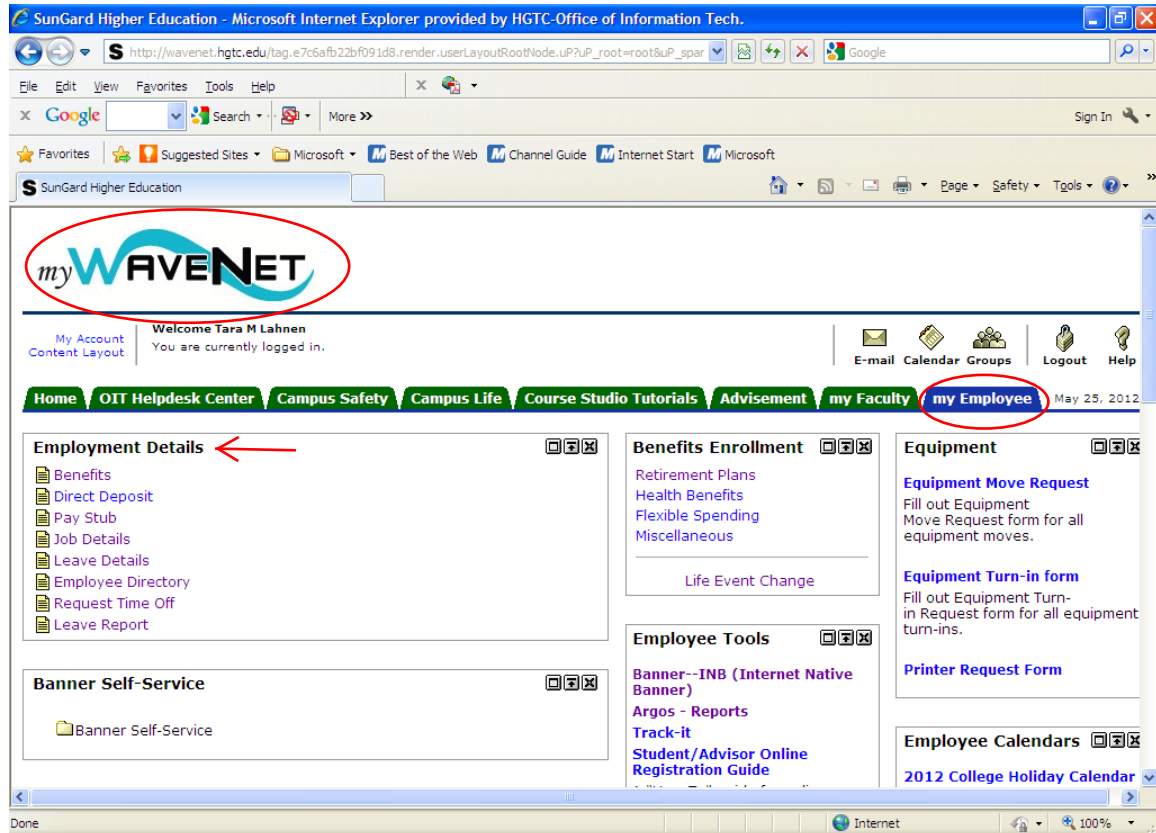 SunGard Higher Education - Microsoft Internet Explorer provided by HGTC-Office of Information Tech.
http://wavenet.hgtc.edu/tag.e7c6afb22bf091d8.render.userLayoutRootNode.uP?uP_root=root&uP_spar
Google
File Edit View Favorites Tools Help
x
x Google Search More >> Sign In
Favorites Suggested Sites Microsoft Best of the Web Channel Guide Internet Start Microsoft
SunGard Higher Education
Page Safety Tools
myWAVENET
My Account
Content Layout
Welcome Tara M Lahnen
You are currently logged in.
E-mail Calendar Groups Logout Help
Home OIT Helpdesk Center Campus Safety Campus Life Course Studio Tutorials Advisement my Faculty my Employee May 25, 2012
Employment Details
Benefits
Direct Deposit
Pay Stub
Job Details
Leave Details
Employee Directory
Request Time Off
Leave Report
Banner Self-Service
Banner Self-Service
Benefits Enrollment
Retirement Plans
Health Benefits
Flexible Spending
Miscellaneous
Life Event Change
Employee Tools
Banner--INB (Internet Native
Banner)
Argos - Reports
Track-it
Student/Advisor Online
Registration Guide
Equipment
Equipment Move Request
Fill out Equipment
Move Request form for all
equipment moves.
Equipment Turn-in form
Fill out Equipment Turn-
in Request form for all equipment
turn-ins.
Printer Request Form
Employee Calendars
2012 College Holiday Calendar
Done Internet 100%